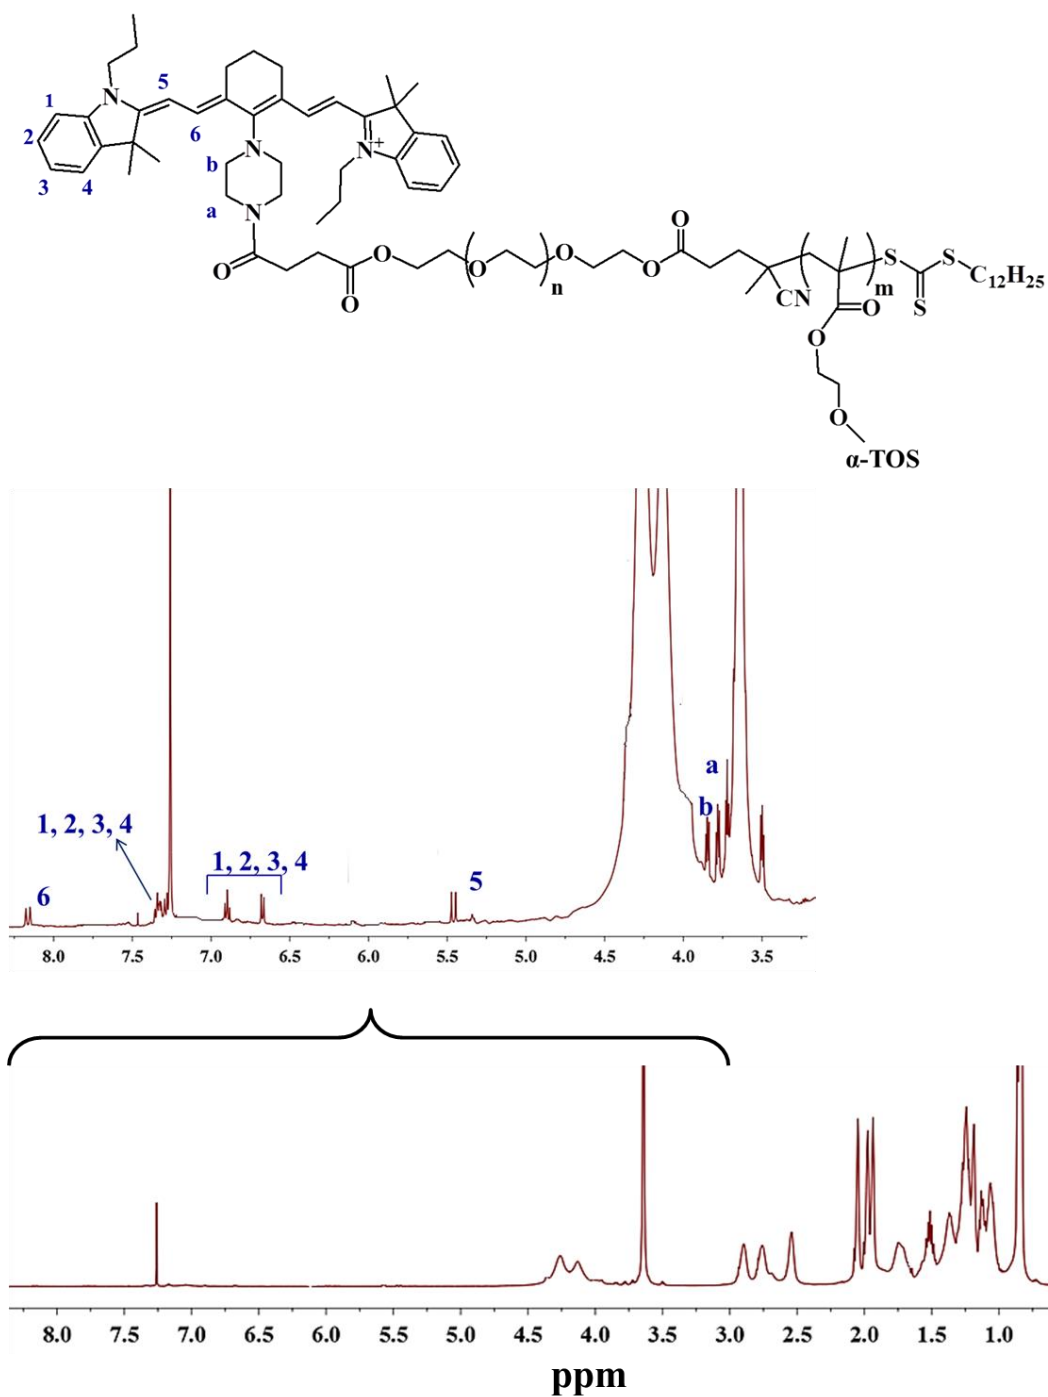 N
5
1
2
3
4
6
N
b
N+
a
N
O
O
O
O
n
O
O
O
CN
m
S
S
S
C12H25
O
O
O
α-TOS
a
b
1, 2, 3, 4
1, 2, 3, 4
5
6
8.0 7.5 7.0 6.5 6.0 5.5 5.0 4.5 4.0 3.5
8.0 7.5 7.0 6.5 6.0 5.5 5.0 4.5 4.0 3.5 3.0 2.5 2.0 1.5 1.0
ppm